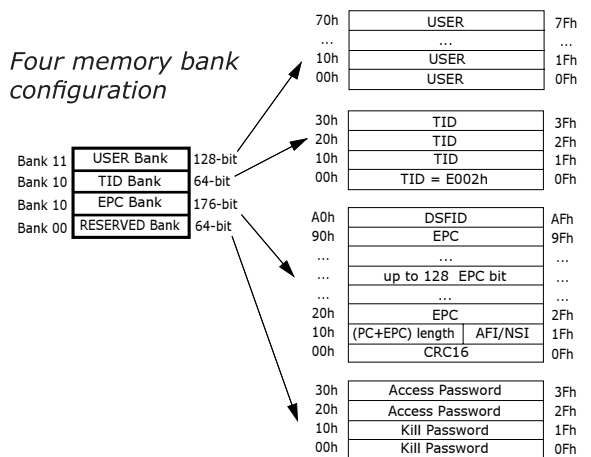 Four memory bank
configuration
Bank 11 USER Bank 128-bit
Bank 10 TID Bank 64-bit
Bank 10 EPC Bank 176-bit
Bank 00 RESERVED Bank 64-bit
70h USER 7Fh
... ... ...
10h USER 1Fh
00h USER 0Fh
30h TID 3Fh
20h TID 2Fh
10h TID 1Fh
00h TID = E002h 0Fh
A0h DSFID AFh
90h EPC 9Fh
... ... ...
... up to 128 EPC bit ...
... ... ...
20h EPC 2Fh
10h (PC+EPC) length AFI/NSI 1Fh
00h CRC16 0Fh
30h Access Password 3Fh
20h Access Password 2Fh
10h Kill Password 1Fh
00h Kill Password 0Fh